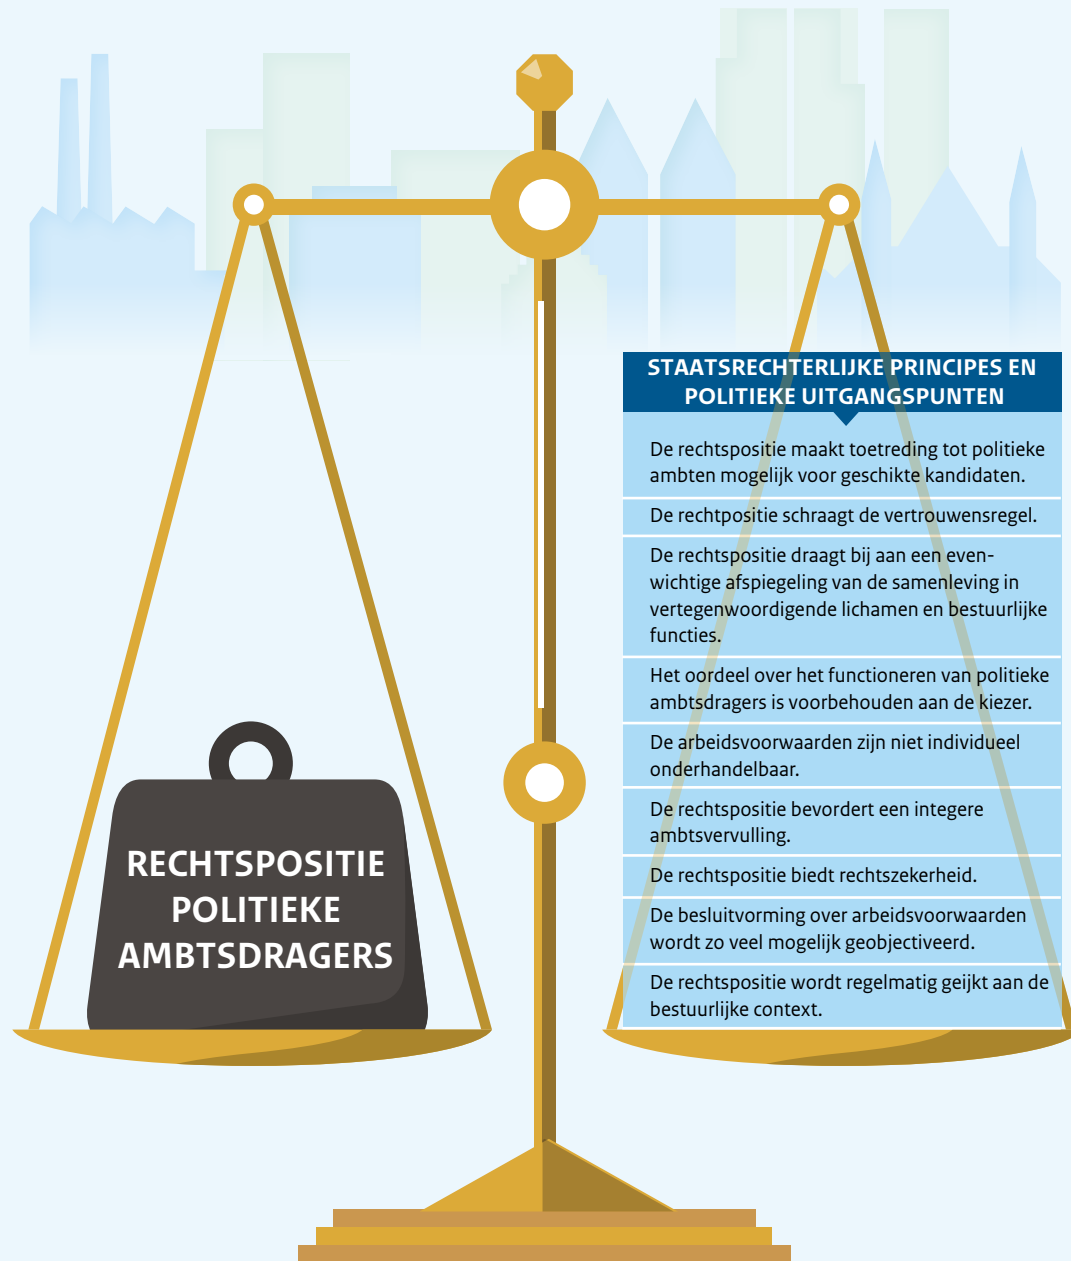 STAATSRECHTERLIJKE PRINCIPES EN
POLITIEKE UITGANGSPUNTEN
De rechtspositie maakt toetreding tot politieke
ambten mogelijk voor geschikte kandidaten.
De rechtpositie schraagt de vertrouwensregel.
De rechtspositie draagt bij aan een even-
wichtige afspiegeling van de samenleving in
vertegenwoordigende lichamen en bestuurlijke
functies.
Het oordeel over het functioneren van politieke
ambtsdragers is voorbehouden aan de kiezer.
De arbeidsvoorwaarden zijn niet individueel
onderhandelbaar.
De rechtspositie bevordert een integere
ambtsvervulling.
De rechtspositie biedt rechtszekerheid.
De besluitvorming over arbeidsvoorwaarden
wordt zo veel mogelijk geobjectiveerd.
De rechtspositie wordt regelmatig geijkt aan de
bestuurlijke context.
RECHTSPOSITIE
POLITIEKE
AMBTSDRAGERS